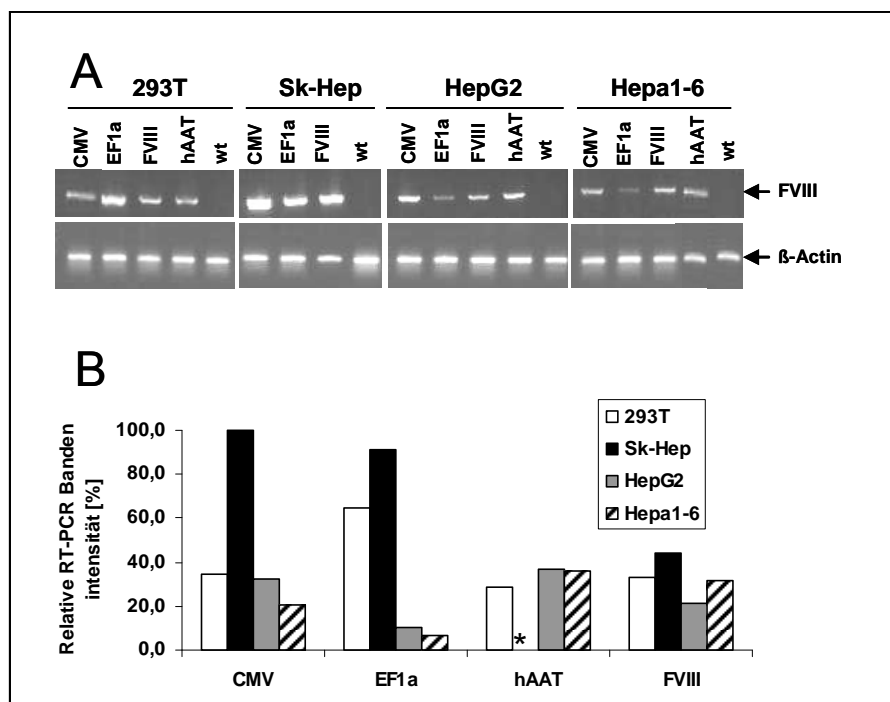 A
293T Sk-Hep HepG2 Hepa1-6
CMV EF1a FVIII hAAT wt CMV EF1a FVIII wt CMV EF1a FVIII hAAT wt CMV EF1a FVIII hAAT wt
FVIII
ß-Actin
B
Relative RT-PCR Banden
intensität [%]
100,0
80,0
60,0
40,0
20,0
0,0
293T
Sk-Hep
HepG2
Hepa1-6
*
CMV EF1a hAAT FVIII